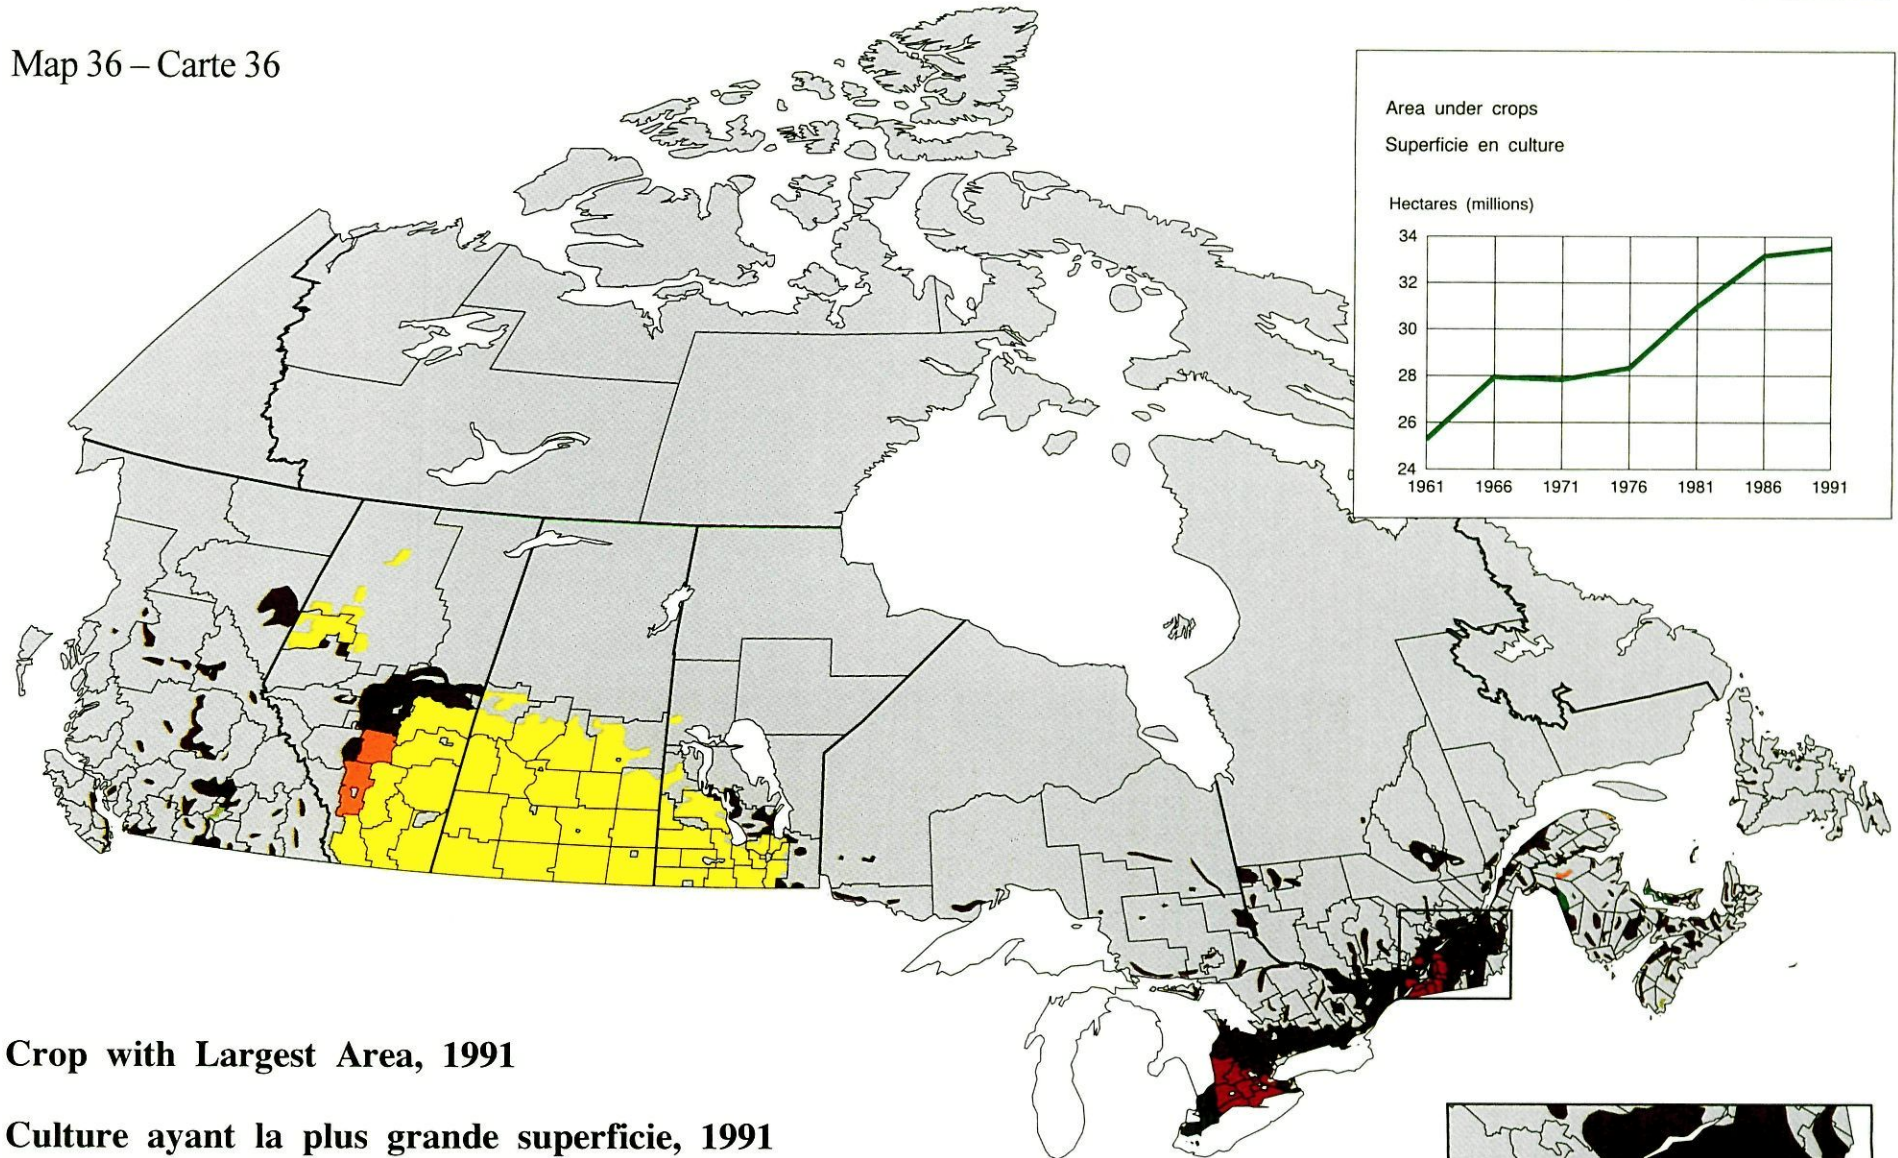 Map 36 – Carte 36
Area under crops
Superficie en culture
Hectares (millions)
34
32
30
28
26
24
1961 1966 1971 1976 1981 1986 1991
Crop with Largest Area, 1991
Culture ayant la plus grande superficie, 1991